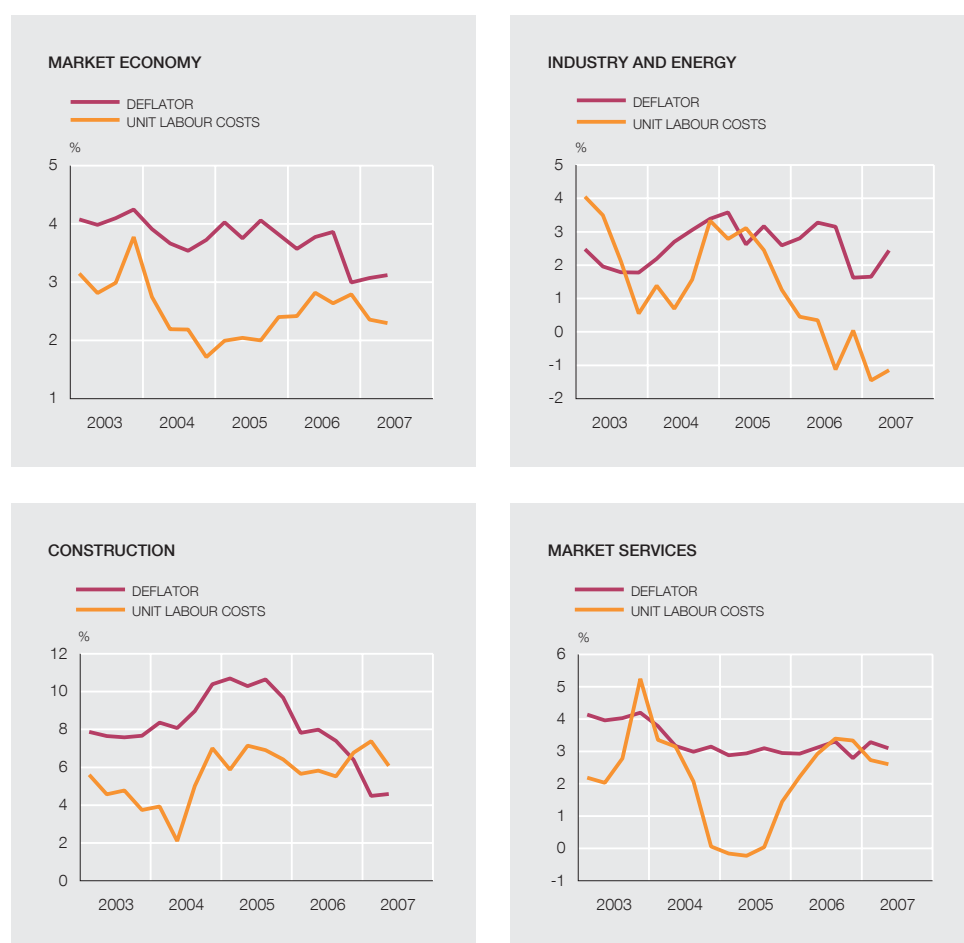 MARKET ECONOMY
DEFLATOR
UNIT LABOUR COSTS
%
5
4
3
2
1
2003 2004 2005 2006 2007
INDUSTRY AND ENERGY
DEFLATOR
UNIT LABOUR COSTS
%
5
4
3
2
1
0
-1
-2
2003 2004 2005 2006 2007
CONSTRUCTION
DEFLATOR
UNIT LABOUR COSTS
%
12
10
8
6
4
2
0
2003 2004 2005 2006 2007
MARKET SERVICES
DEFLATOR
UNIT LABOUR COSTS
%
6
5
4
3
2
1
0
-1
2003 2004 2005 2006 2007